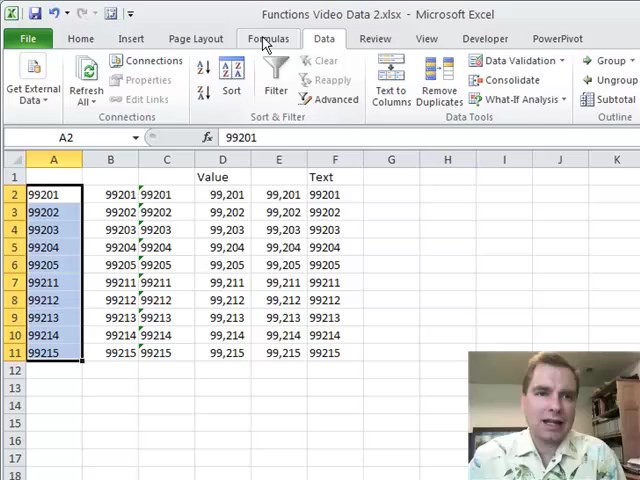 Functions Video Data 2.xlsx - Microsoft Excel
File Home Insert Page Layout Formulas Data Review View Developer PowerPivot
Get External Data
Refresh All
Connections
Properties
Edit Links
Connections
Sort
Filter
Clear
Reapply
Advanced
Sort & Filter
Text to Columns
Remove Duplicates
Data Validation
Consolidate
What-If Analysis
Data Tools
Group
Ungroup
Subtotal
Outline
A2 fx 99201
A B C D E F G H I J K
1 Value Text
2 99201 99201 99201 99,201 99,201 99201
3 99202 99202 99202 99,202 99,202 99202
4 99203 99203 99203 99,203 99,203 99203
5 99204 99204 99204 99,204 99,204 99204
6 99205 99205 99205 99,205 99,205 99205
7 99211 99211 99211 99,211 99,211 99211
8 99212 99212 99212 99,212 99,212 99212
9 99213 99213 99213 99,213 99,213 99213
10 99214 99214 99214 99,214 99,214 99214
11 99215 99215 99215 99,215 99,215 99215
12
13
14
15
16
17
18